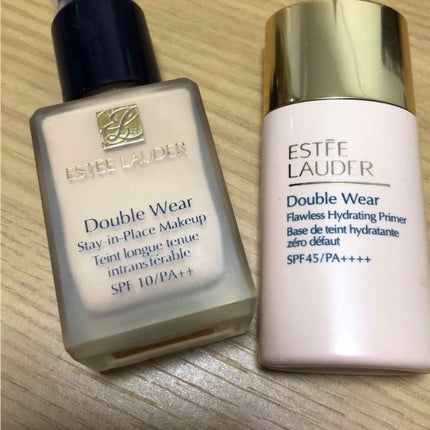 ESTEE LAUDER
Double Wear
Stay-in-Place Makeup
Teint longue tenue
intransférable
SPF 10/PA++
ESTĒE
LAUDER
Double Wear
Flawless Hydrating Primer
Base de teint hydratante
zéro défaut
SPF45/PA++++